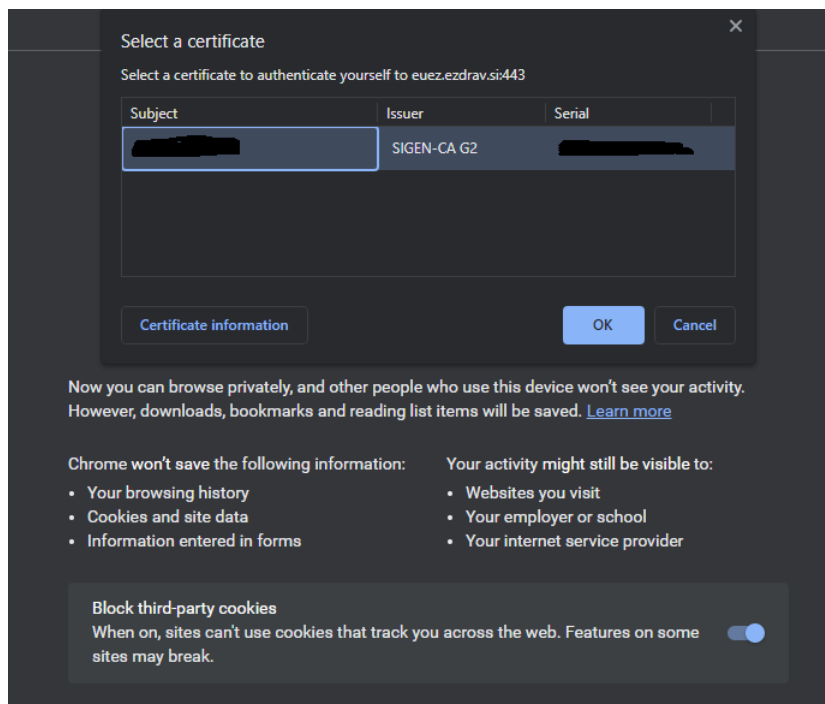 Select a certificate
Select a certificate to authenticate yourself to euez.ezdrav.si:443
Subject Issuer Serial
SIGEN-CA G2
Certificate information OK Cancel
Now you can browse privately, and other people who use this device won't see your activity.
However, downloads, bookmarks and reading list items will be saved. Learn more
Chrome won't save the following information:
• Your browsing history
• Cookies and site data
• Information entered in forms
Your activity might still be visible to:
• Websites you visit
• Your employer or school
• Your internet service provider
Block third-party cookies
When on, sites can't use cookies that track you across the web. Features on some
sites may break.